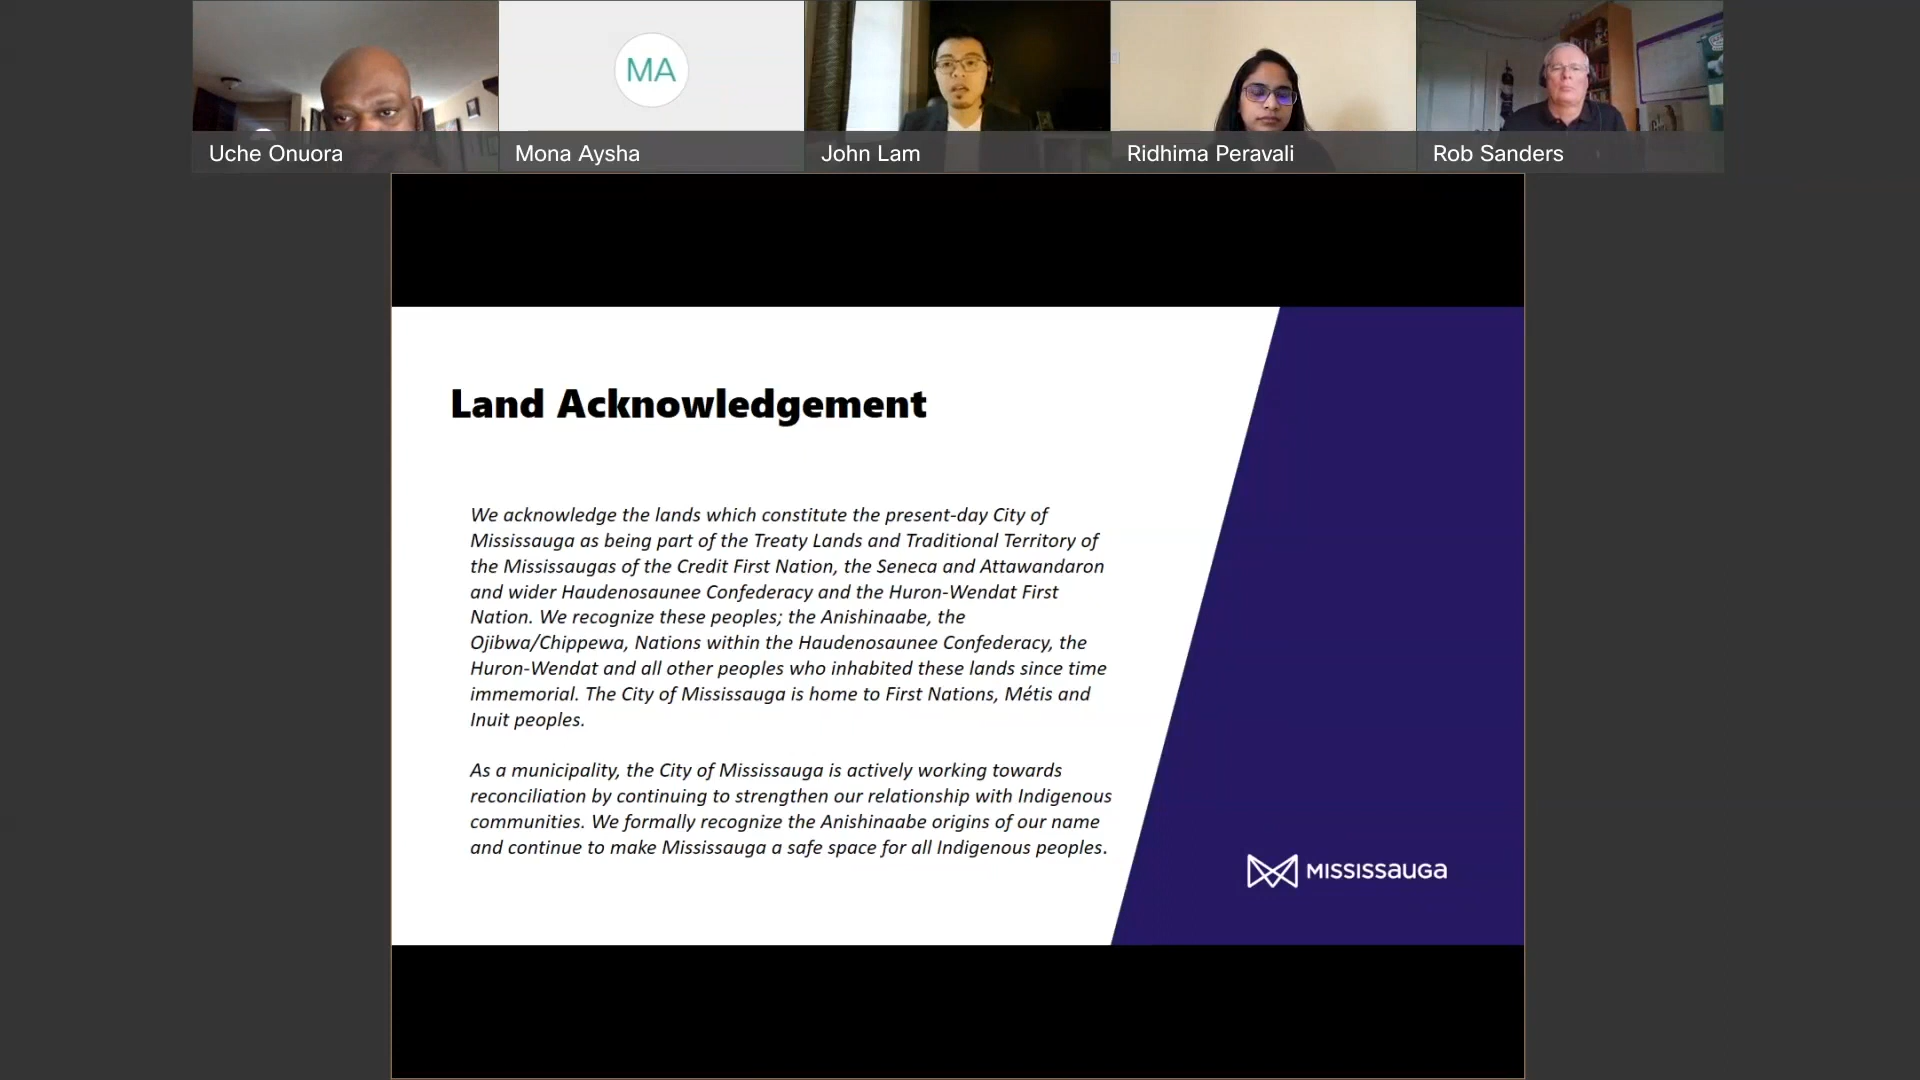 MA
Uche Onuora
Mona Aysha
John Lam
Ridhima Peravali
Rob Sanders
Land Acknowledgement
We acknowledge the lands which constitute the present-day City of
Mississauga as being part of the Treaty Lands and Traditional Territory of
the Mississaugas of the Credit First Nation, the Seneca and Attawandaron
and wider Haudenosaunee Confederacy and the Huron-Wendat First
Nation. We recognize these peoples; the Anishinaabe, the
Ojibwa/Chippewa, Nations within the Haudenosaunee Confederacy, the
Huron-Wendat and all other peoples who inhabited these lands since time
immemorial. The City of Mississauga is home to First Nations, Métis and
Inuit peoples.
As a municipality, the City of Mississauga is actively working towards
reconciliation by continuing to strengthen our relationship with Indigenous
communities. We formally recognize the Anishinaabe origins of our name
and continue to make Mississauga a safe space for all Indigenous peoples.
MISSISSAUGA